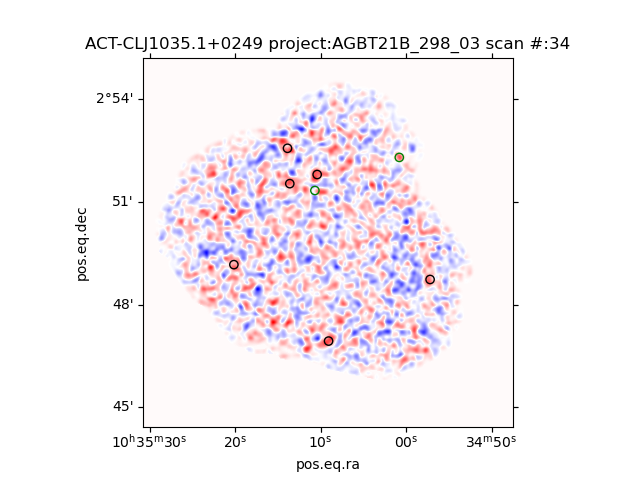 ACT-CLJ1035.1+0249 project:AGBT21B_298_03 scan #:34
2°54'
51'
48'
45'
pos.eq.dec
10ʰ35ᵐ30ˢ 20ˢ 10ˢ 00ˢ 34ᵐ50ˢ
pos.eq.ra